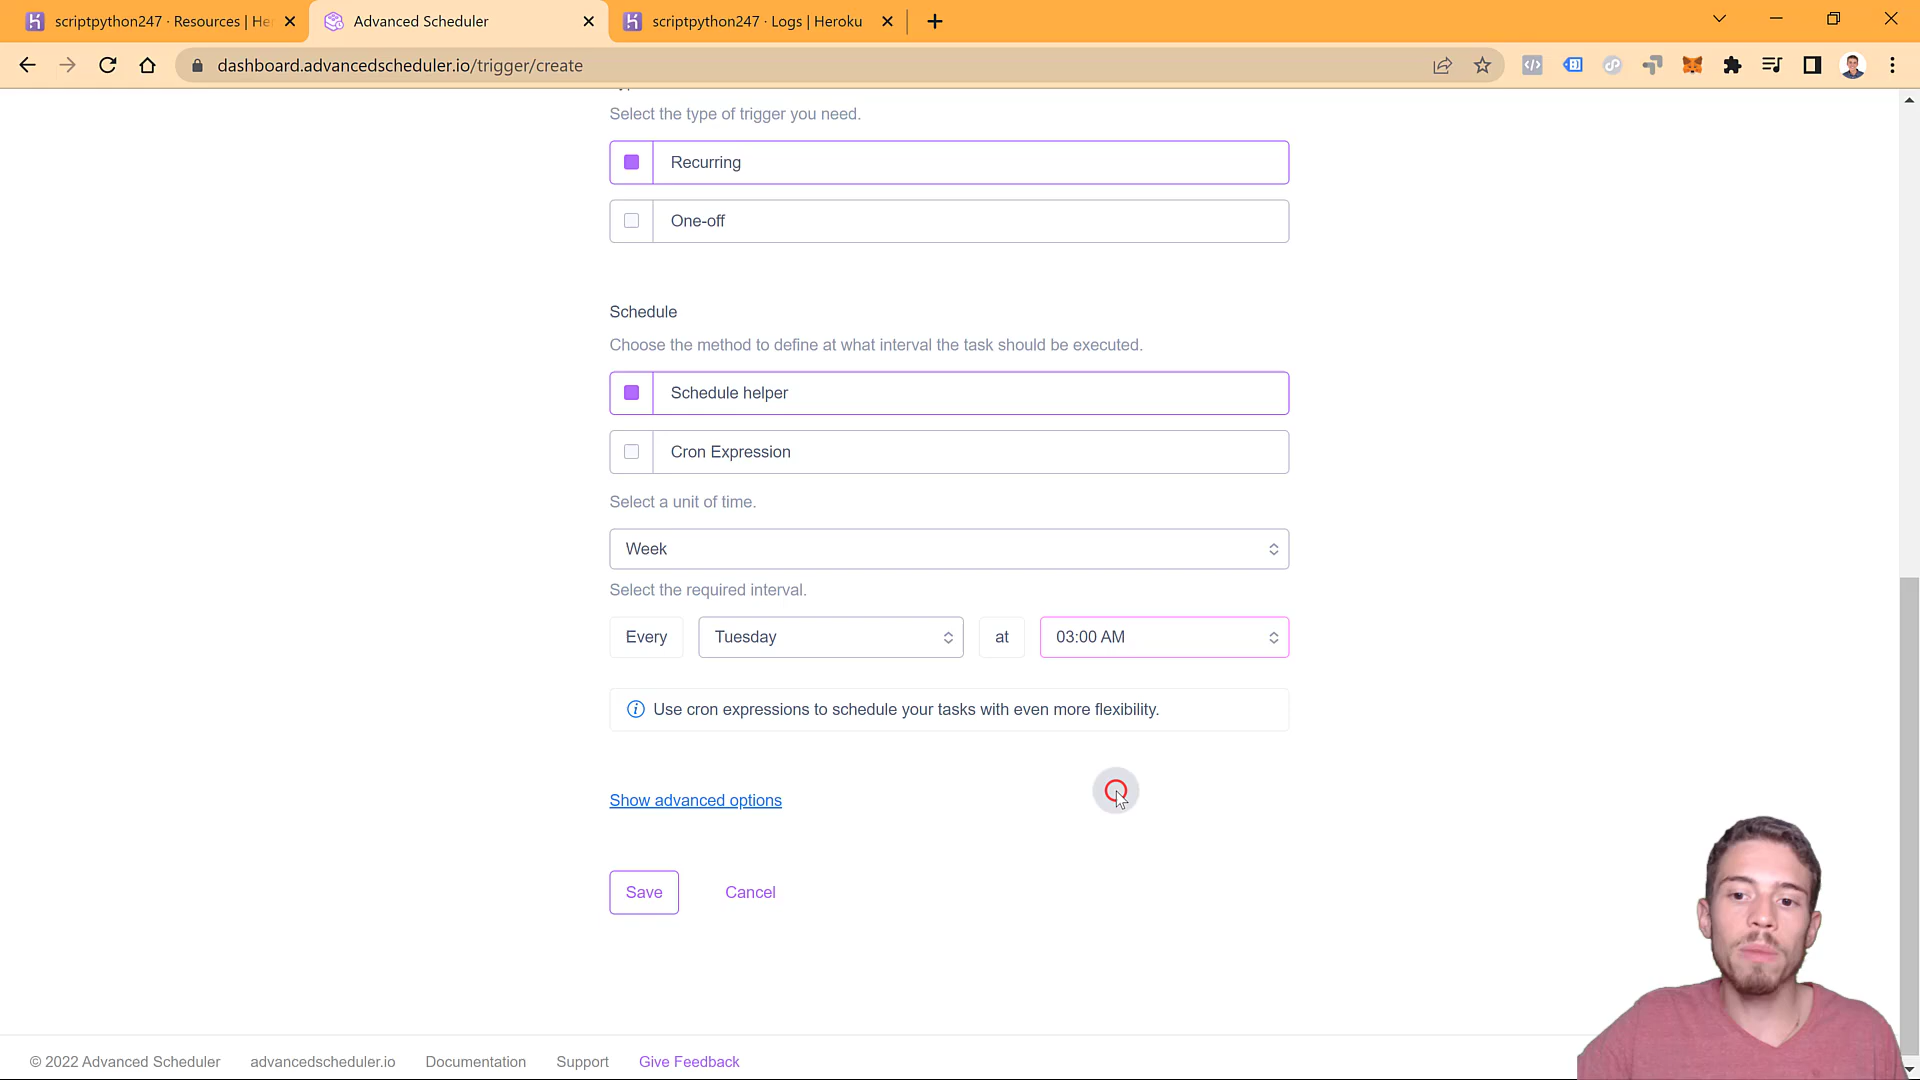 scriptpython247 · Resources | He
Advanced Scheduler
scriptpython247 · Logs | Heroku
dashboard.advancedscheduler.io/trigger/create
Select the type of trigger you need.
Recurring
One-off
Schedule
Choose the method to define at what interval the task should be executed.
Schedule helper
Cron Expression
Select a unit of time.
Week
Select the required interval.
Every Tuesday at 03:00 AM
Use cron expressions to schedule your tasks with even more flexibility.
Show advanced options
Save Cancel
© 2022 Advanced Scheduler advancedscheduler.io Documentation Support Give Feedback